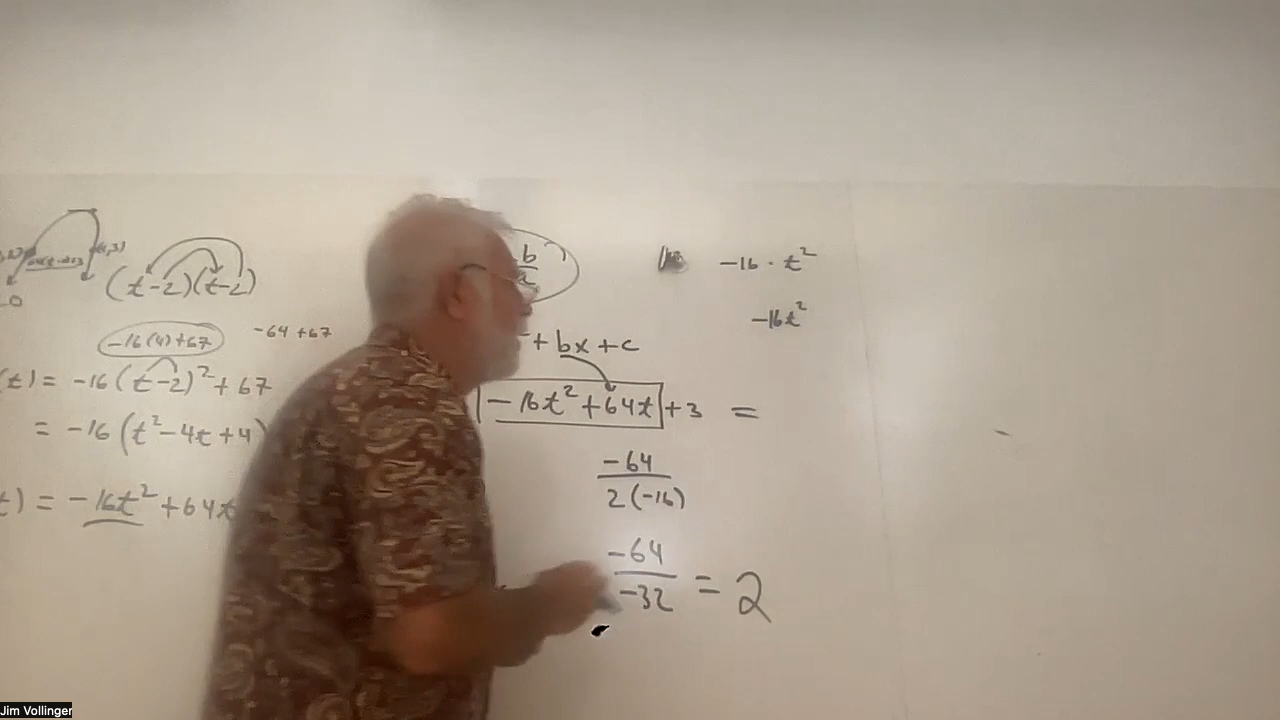 (t-2)(t-2)
-16(4)+67
-64+67
t) = -16(t-2)²+67
= -16(t²-4t+4)
t) = -16t²+64t
b
+bx+c
-16t²+64t+3 =
-64
2(-16)
-64
-32
= 2
-16·t²
-16t²
Jim Vollinger